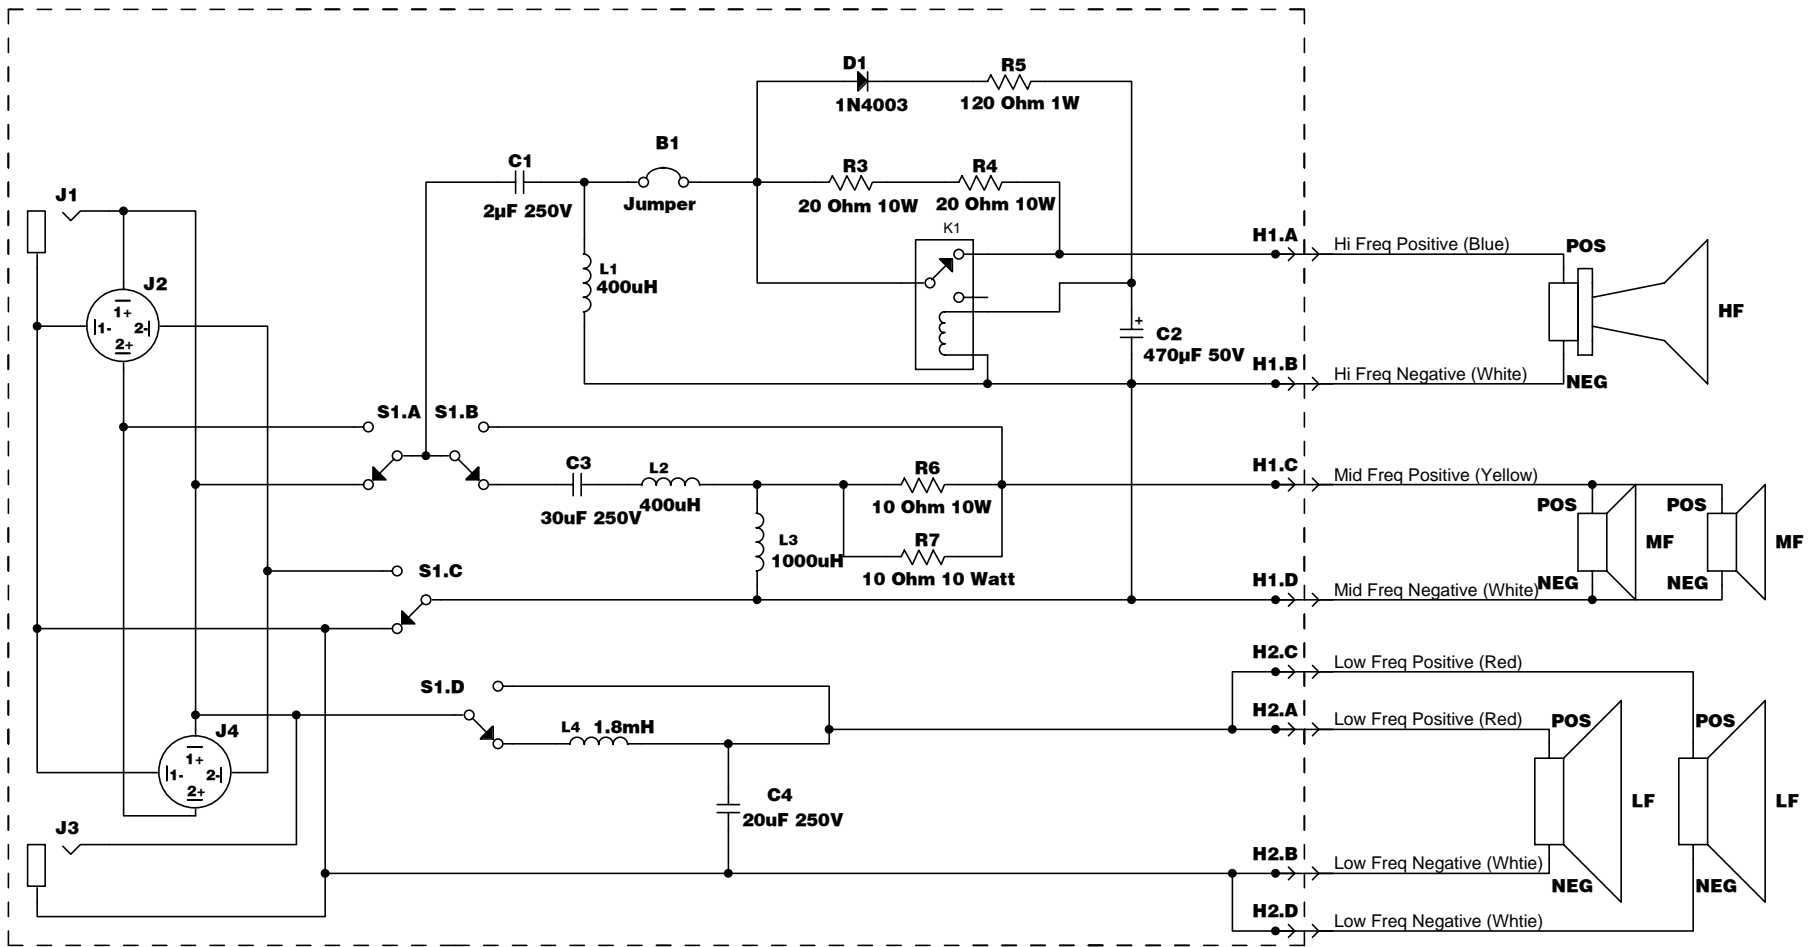 D1
1N4003
R5
120 Ohm 1W
B1
Jumper
C1
2µF 250V
R3
20 Ohm 10W
R4
20 Ohm 10W
K1
J1
L1
400uH
H1.A
Hi Freq Positive (Blue)
POS
HF
J2
1+
1-
2-
2+
+
C2
470µF 50V
H1.B
Hi Freq Negative (White)
NEG
S1.A
S1.B
C3
30uF 250V
L2
400uH
R6
10 Ohm 10W
H1.C
Mid Freq Positive (Yellow)
POS
POS
MF
MF
L3
1000uH
R7
10 Ohm 10 Watt
S1.C
H1.D
Mid Freq Negative (White)
NEG
NEG
S1.D
H2.C
Low Freq Positive (Red)
L4
1.8mH
H2.A
Low Freq Positive (Red)
POS
POS
J4
1+
1-
2-
2+
C4
20uF 250V
LF
LF
J3
H2.B
Low Freq Negative (Whtie)
NEG
NEG
H2.D
Low Freq Negative (Whtie)